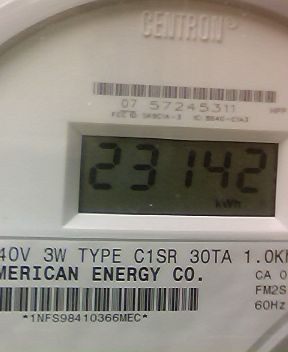 CENTRON
07 57245311
23142
kWh
40V 3W TYPE C1SR 30TA 1.0K
MERICAN ENERGY CO.
CA 0
FM2S
60Hz
*1NFS98410366MEC*